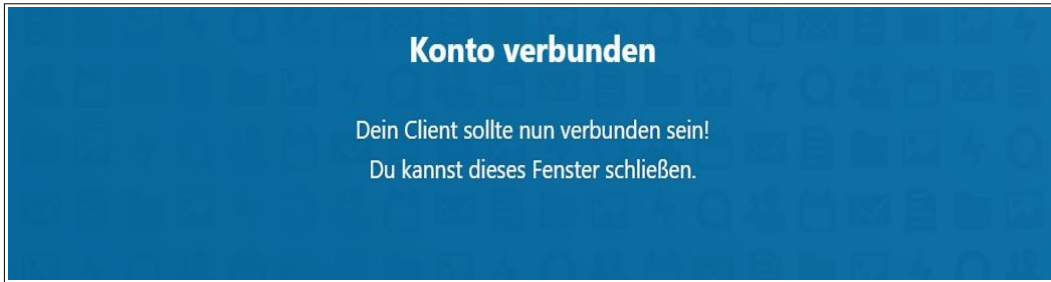 Konto verbunden
Dein Client sollte nun verbunden sein!
Du kannst dieses Fenster schließen.